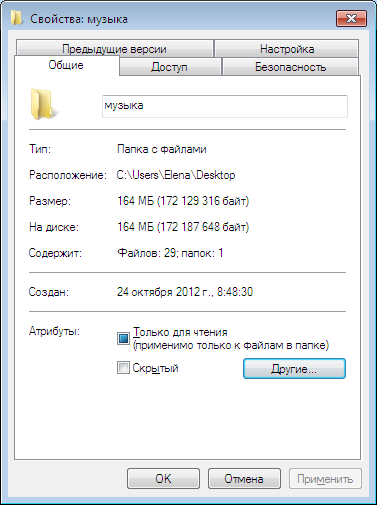 Свойства: музыка
Предыдущие версии
Настройка
Общие
Доступ
Безопасность
музыка
Тип: Папка с файлами
Расположение: C:\Users\Elena\Desktop
Размер: 164 МБ (172 129 316 байт)
На диске: 164 МБ (172 187 648 байт)
Содержит: Файлов: 29; папок: 1
Создан: 24 октября 2012 г., 8:48:30
Атрибуты: Только для чтения
(применимо только к файлам в папке)
Скрытый
Другие...
OK
Отмена
Применить